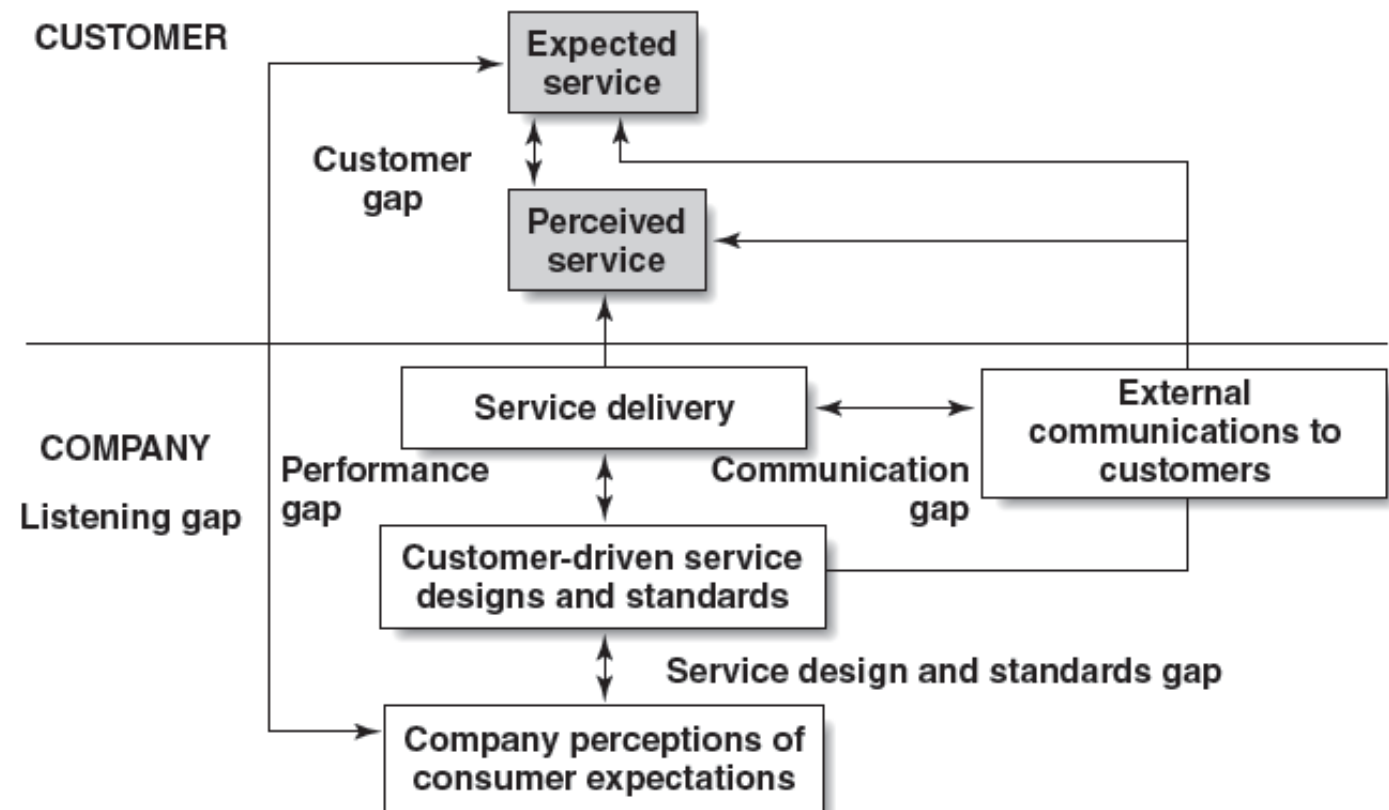 CUSTOMER
Expected
service
Customer
gap
Perceived
service
Service delivery
External
communications to
customers
COMPANY
Listening gap
Performance
gap
Communication
gap
Customer-driven service
designs and standards
Service design and standards gap
Company perceptions of
consumer expectations